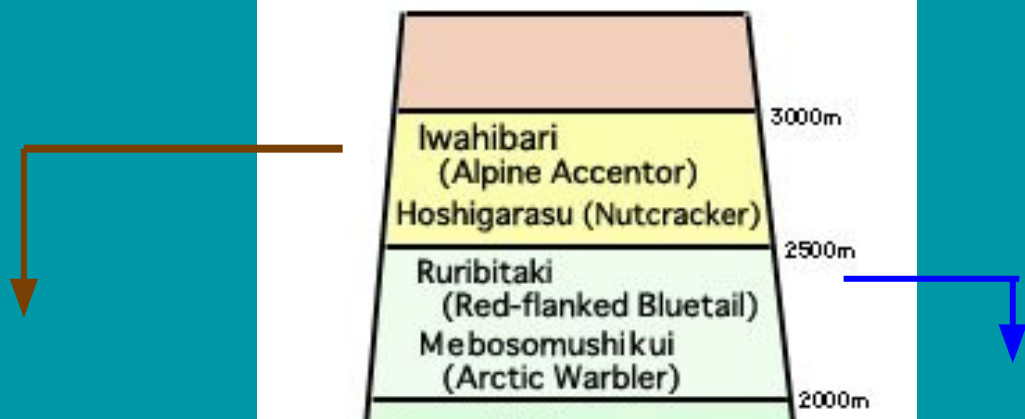 3000m
Iwahibari
(Alpine Accentor)
Hoshigarasu (Nutcracker)
2500m
Ruribitaki
(Red-flanked Bluetail)
Mebosomushikui
(Arctic Warbler)
2000m